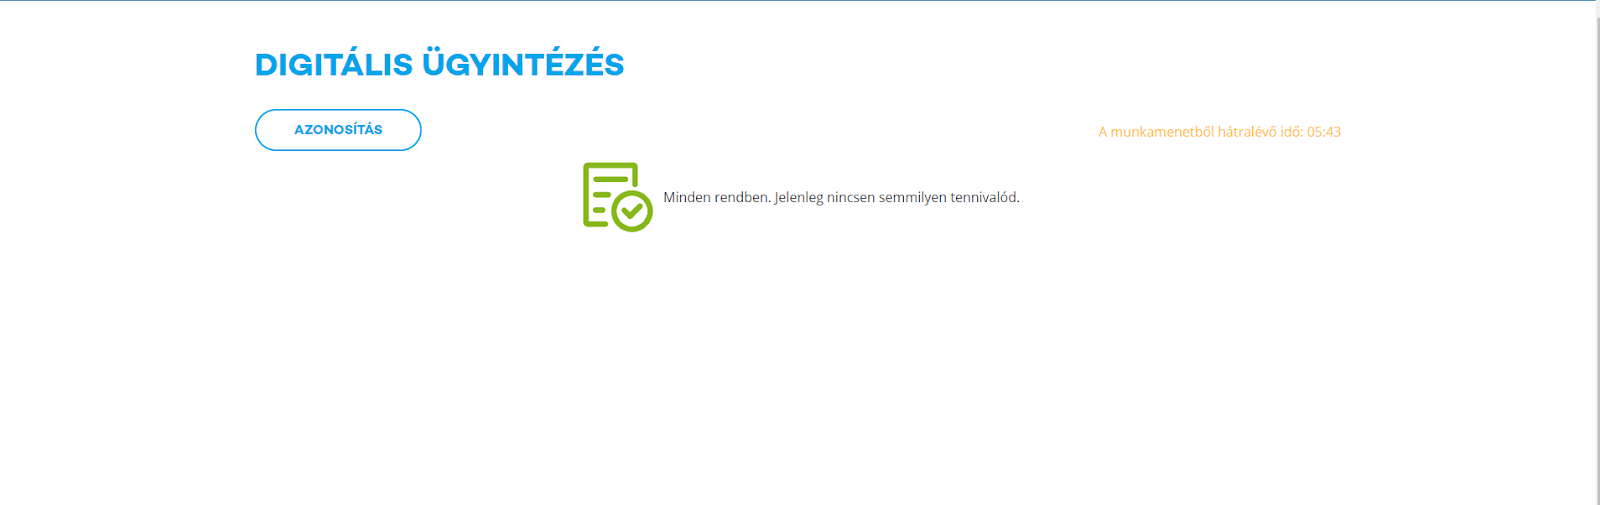 DIGITÁLIS ÜGYINTÉZÉS
AZONOSÍTÁS
A munkamenetből hátralévő idő: 05:43
Minden rendben. Jelenleg nincsen semmilyen tennivalód.